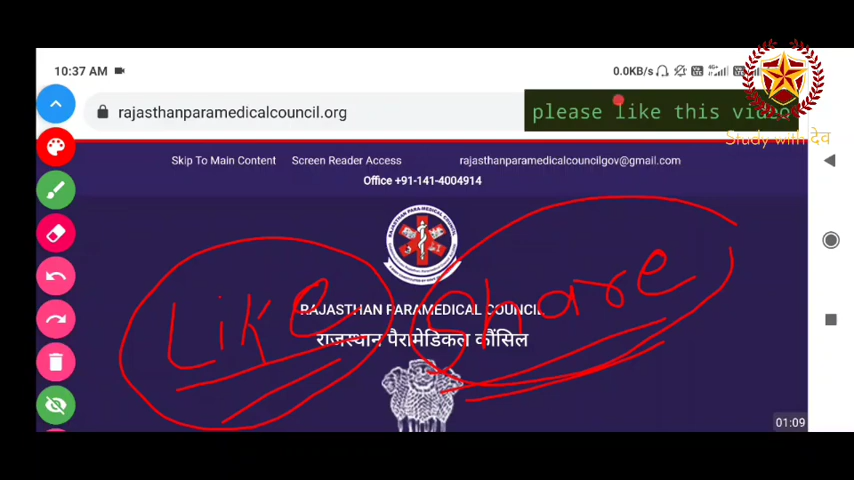 10:37 AM
0.0KB/s
4G+
rajasthanparamedicalcouncil.org
please like this video
Study with देव
Skip To Main Content Screen Reader Access rajasthanparamedicalcouncilgov@gmail.com
Office +91-141-4004914
RAJASTHAN PARAMEDICAL COUNCIL
राजस्थान पैरामेडिकल कौंसिल
Like Share
01:09